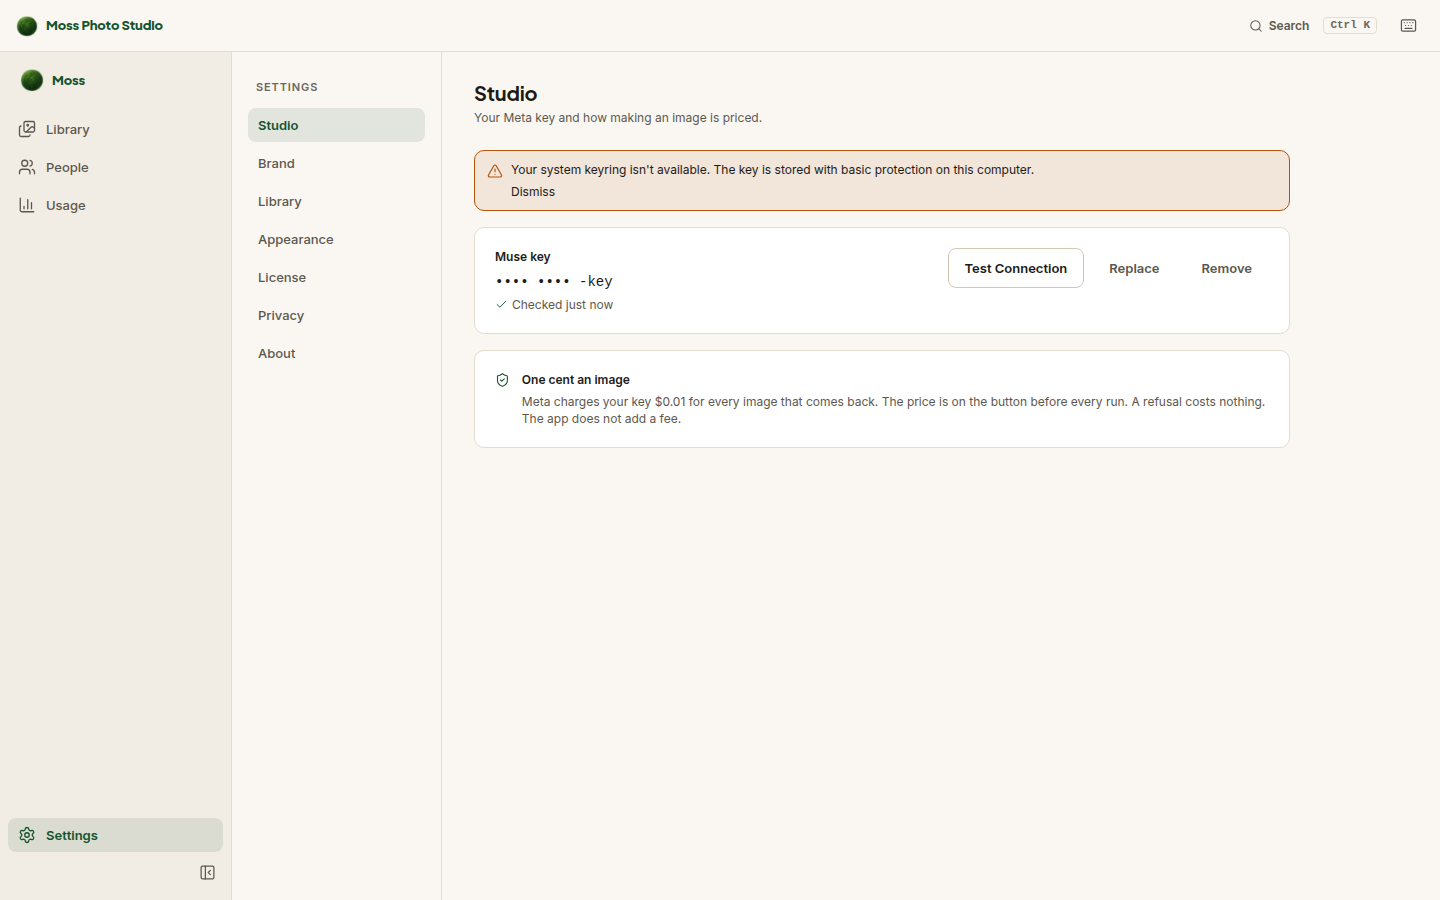 Moss Photo Studio
Search
Ctrl K
Moss
Library
People
Usage
Settings
SETTINGS
Studio
Brand
Library
Appearance
License
Privacy
About
Studio
Your Meta key and how making an image is priced.
Your system keyring isn't available. The key is stored with basic protection on this computer.
Dismiss
Muse key
•••• •••• -key
Checked just now
Test Connection
Replace
Remove
One cent an image
Meta charges your key $0.01 for every image that comes back. The price is on the button before every run. A refusal costs nothing.
The app does not add a fee.